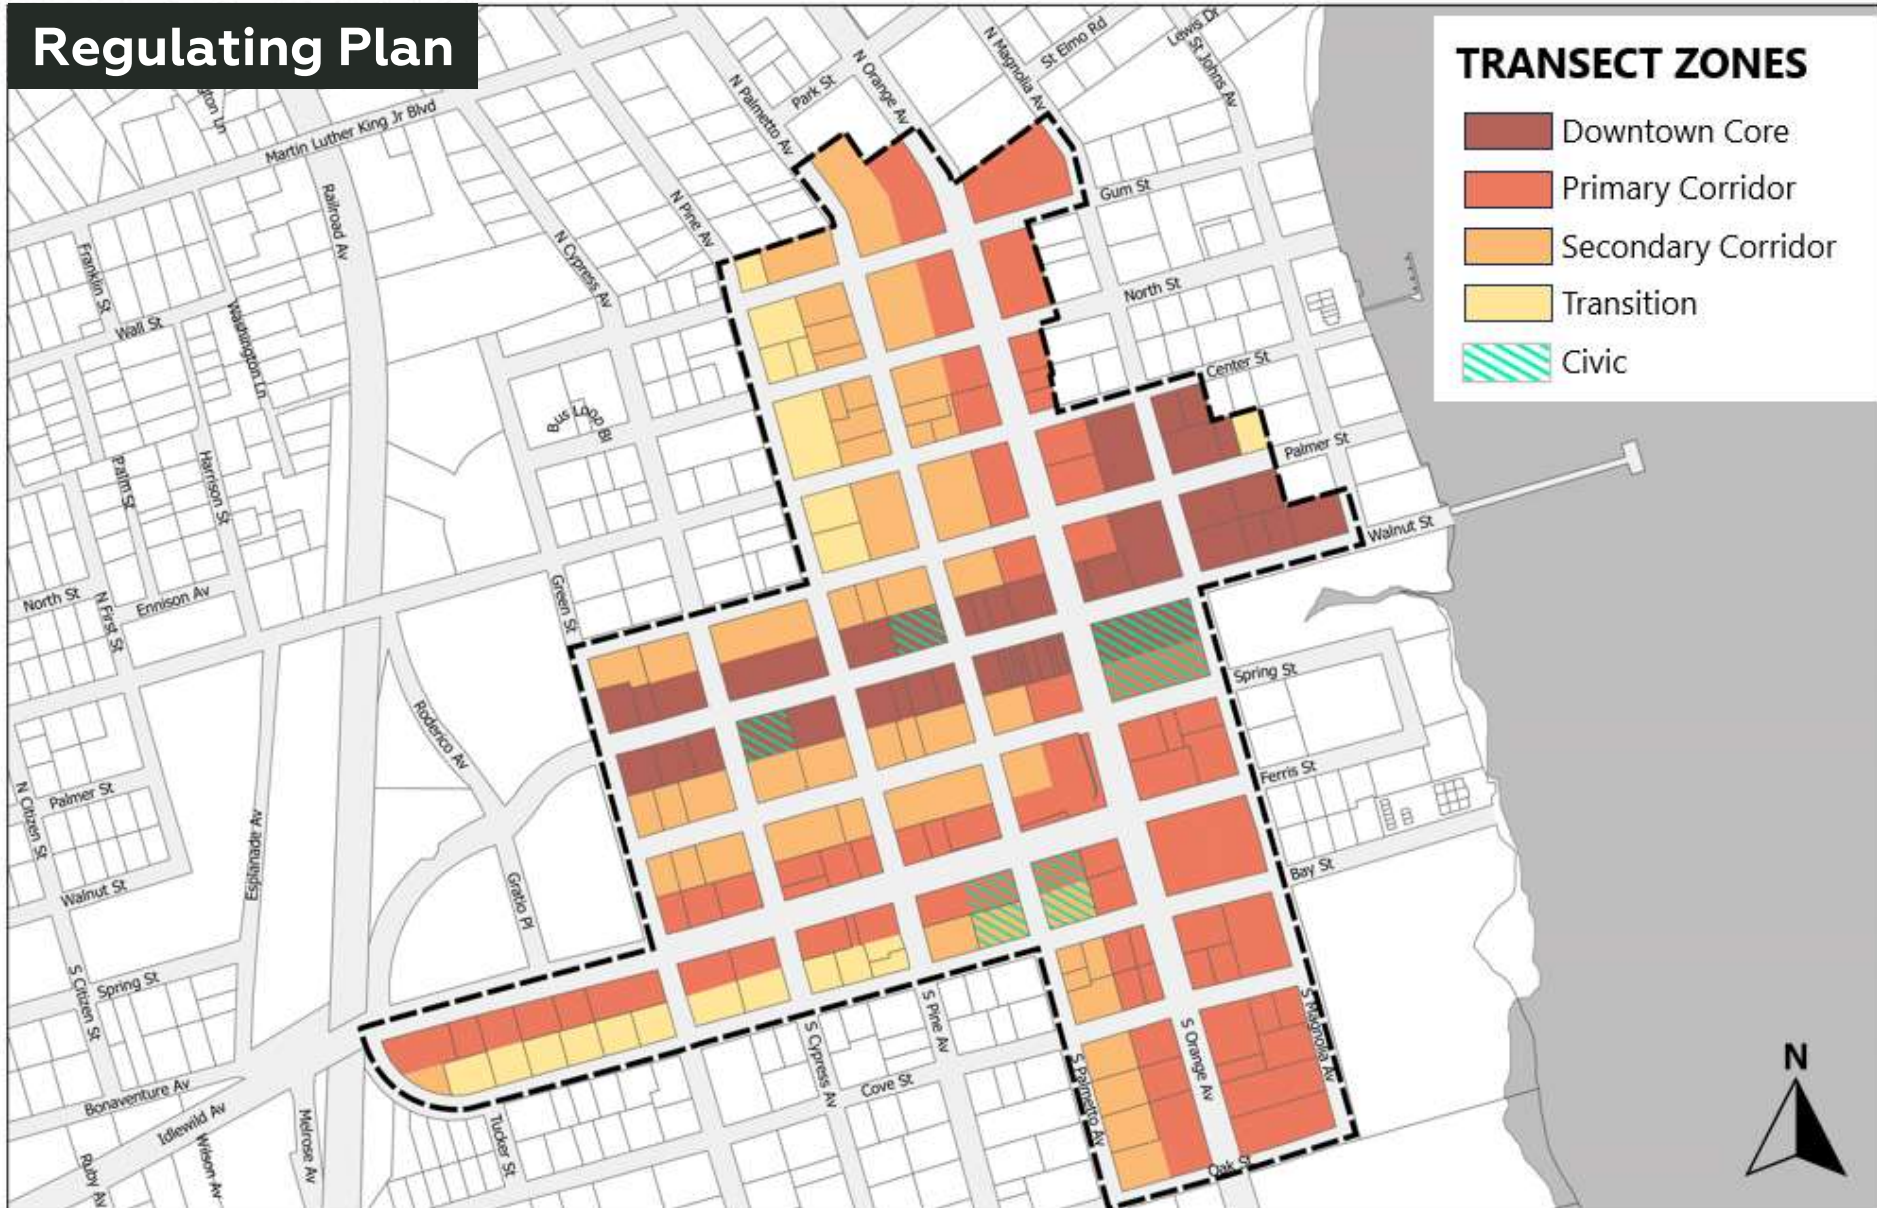 Regulating Plan
TRANSECT ZONES
Downtown Core
Primary Corridor
Secondary Corridor
Transition
Civic
N Magnolia Av
St Elmo Rd
Lewis Dr
St Johns Av
N Orange Av
Park St
N Palmetto Av
Martin Luther King Jr Blvd
Railroad Av
N Pine Av
N Cypress Av
Gum St
Franklin St
Wall St
Washington Ln
North St
Center St
Bus Loop Bl
Palmer St
Palm St
Harrison St
Walnut St
Green St
North St
N First St
Ennison Av
Spring St
Roderico Av
Ferris St
N Citizen St
Palmer St
Esplanade Av
Bay St
Walnut St
Gratio Pl
S Citizen St
Spring St
S Pine Av
S Magnolia Av
S Cypress Av
S Orange Av
S Palmetto Av
Cove St
Bonaventure Av
Idlewild Av
Melrose Av
Tucker St
Wilson Av
Ruby Av
Oak St
N